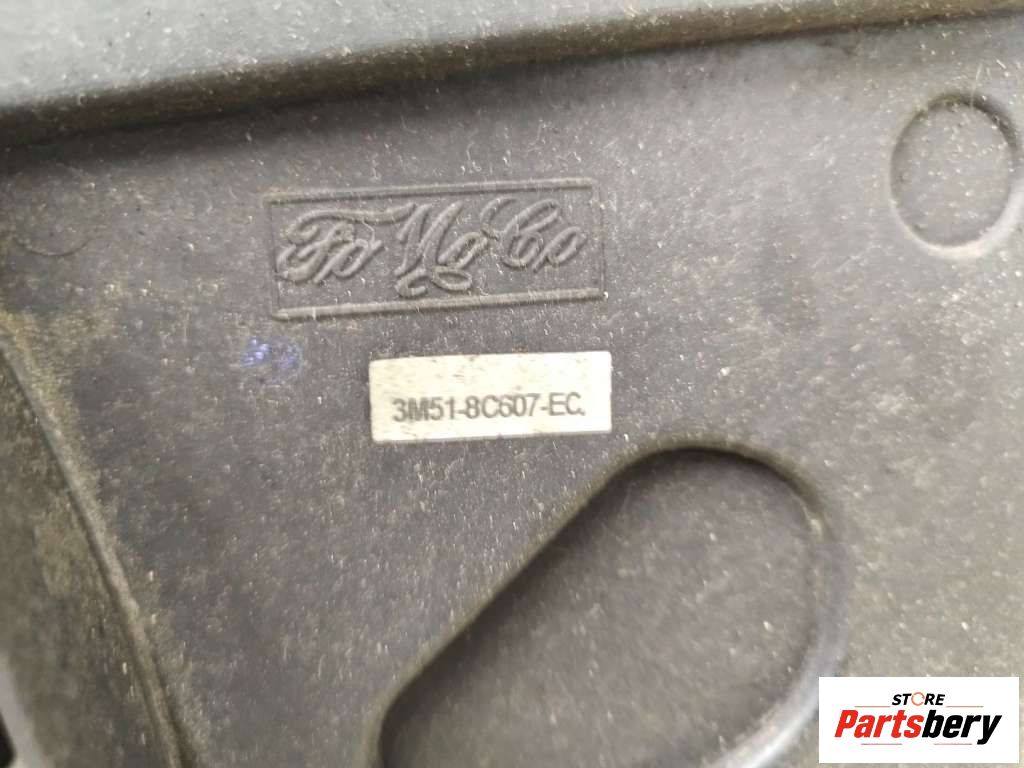 FoMoCo
3M51-8C607-EC.
STORE
Partsbery